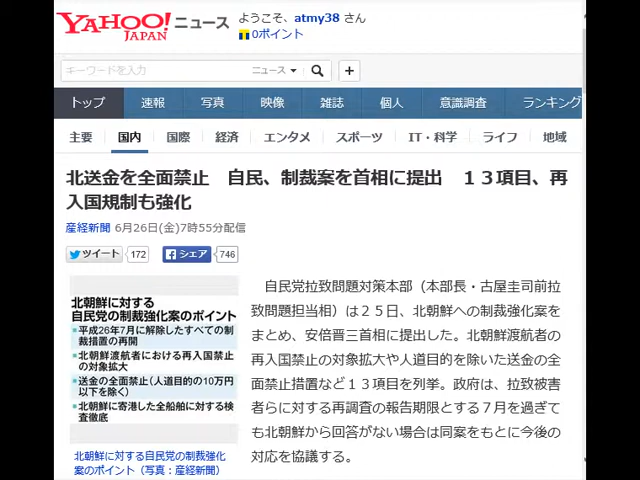 YAHOO! JAPAN ニュース
ようこそ、atmy38 さん
0ポイント
キーワードを入力 ニュース
トップ 速報 写真 映像 雑誌 個人 意識調査 ランキング
主要 国内 国際 経済 エンタメ スポーツ IT・科学 ライフ 地域
北送金を全面禁止　自民、制裁案を首相に提出　１３項目、再
入国規制も強化
産経新聞 6月26日(金)7時55分配信
ツイート 172 シェア 746
北朝鮮に対する
自民党の制裁強化案のポイント
平成26年7月に解除したすべての制
裁措置の再開
北朝鮮渡航者における再入国禁止
の対象拡大
送金の全面禁止(人道目的の10万円
以下を除く)
北朝鮮に寄港した全船舶に対する検
査徹底
北朝鮮に対する自民党の制裁強化
案のポイント（写真：産経新聞）
自民党拉致問題対策本部（本部長・古屋圭司前拉
致問題担当相）は２５日、北朝鮮への制裁強化案を
まとめ、安倍晋三首相に提出した。北朝鮮渡航者の
再入国禁止の対象拡大や人道目的を除いた送金の全
面禁止措置など１３項目を列挙。政府は、拉致被害
者らに対する再調査の報告期限とする７月を過ぎて
も北朝鮮から回答がない場合は同案をもとに今後の
対応を協議する。